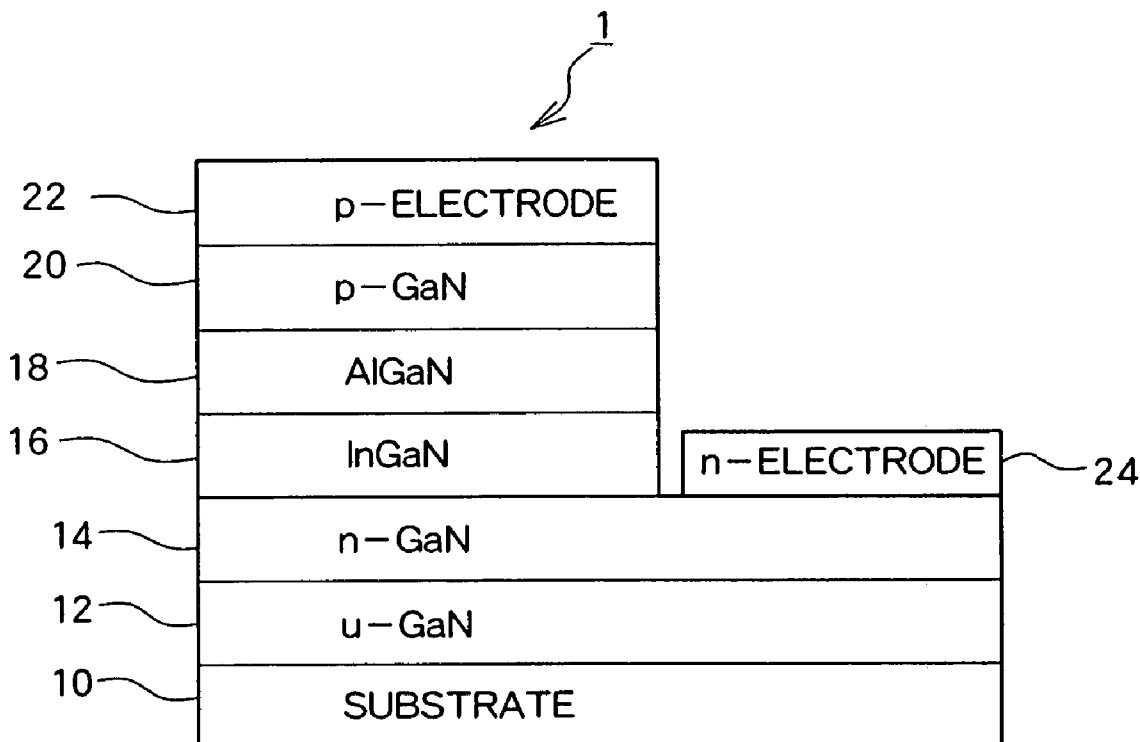 1
22 p-ELECTRODE
20 p-GaN
18 AlGaN
16 InGaN
n-ELECTRODE 24
14 n-GaN
12 u-GaN
10 SUBSTRATE